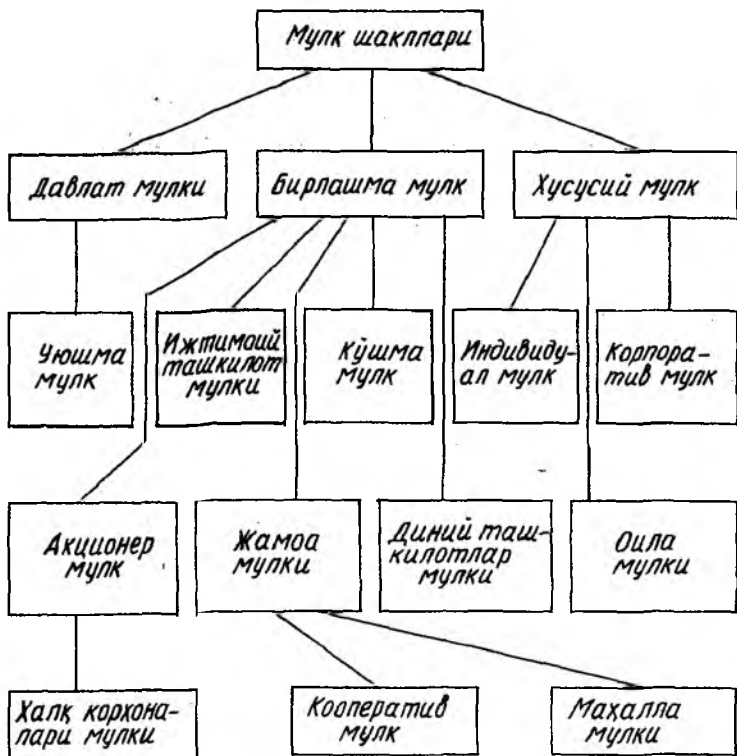 Мулк шакллари
Давлат мулки
Бирлашма мулк
Хусусий мулк
Уюшма
мулк
Ижтимоий
ташкилот
мулки
Кўшма
мулк
Индивиду-
ал мулк
Корпора-
тив мулк
Акционер
мулк
Жамоа
мулки
Диний таш-
килотлар
мулки
Оила
мулки
Халқ корхона-
лари мулки
Кооператив
мулк
Маҳалла
мулки